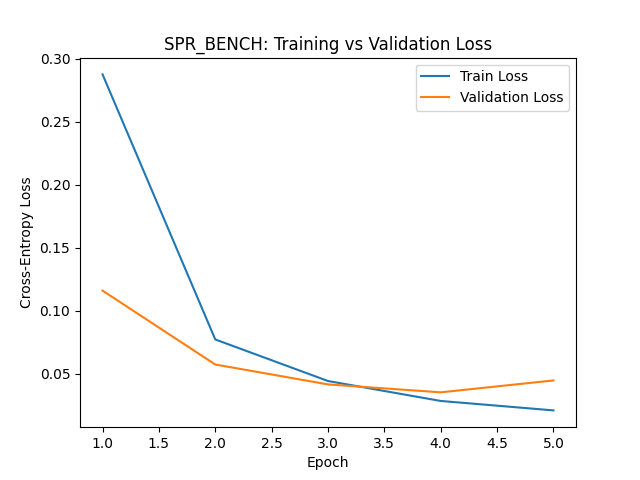 SPR_BENCH: Training vs Validation Loss
Train Loss
Validation Loss
Cross-Entropy Loss
0.30
0.25
0.20
0.15
0.10
0.05
1.0 1.5 2.0 2.5 3.0 3.5 4.0 4.5 5.0
Epoch